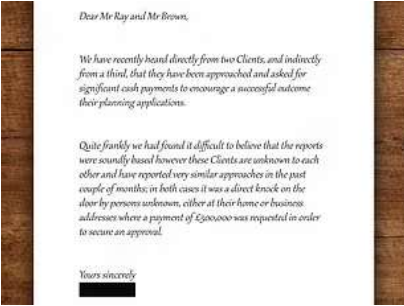 Dear Mr Ray and Mr Brown,
We have recently heard directly from two Clients, and indirectly
from a third, that they have been approached and asked for
significant cash payments to encourage a successful outcome
their planning applications.
Quite frankly we had found it difficult to believe that the reports
were soundly based however these Clients are unknown to each
other and have reported very similar approaches in the past
couple of months; in both cases it was a direct knock on the
door by persons unknown, either at their home or business
addresses where a payment of £500,000 was requested in order
to secure an approval.
Yours sincerely